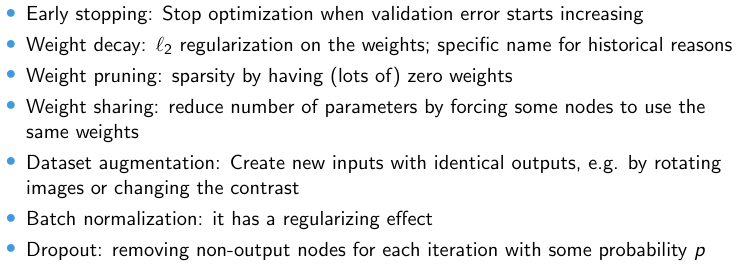 • Early stopping: Stop optimization when validation error starts increasing
• Weight decay: ℓ₂ regularization on the weights; specific name for historical reasons
• Weight pruning: sparsity by having (lots of) zero weights
• Weight sharing: reduce number of parameters by forcing some nodes to use the
same weights
• Dataset augmentation: Create new inputs with identical outputs, e.g. by rotating
images or changing the contrast
• Batch normalization: it has a regularizing effect
• Dropout: removing non-output nodes for each iteration with some probability p